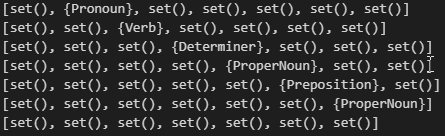 [set(), {Pronoun}, set(), set(), set(), set(), set()]
[set(), set(), {Verb}, set(), set(), set(), set()]
[set(), set(), set(), {Determiner}, set(), set(), set()]
[set(), set(), set(), set(), {ProperNoun}, set(), set()]
[set(), set(), set(), set(), set(), {Preposition}, set()]
[set(), set(), set(), set(), set(), set(), {ProperNoun}]
[set(), set(), set(), set(), set(), set(), set()]